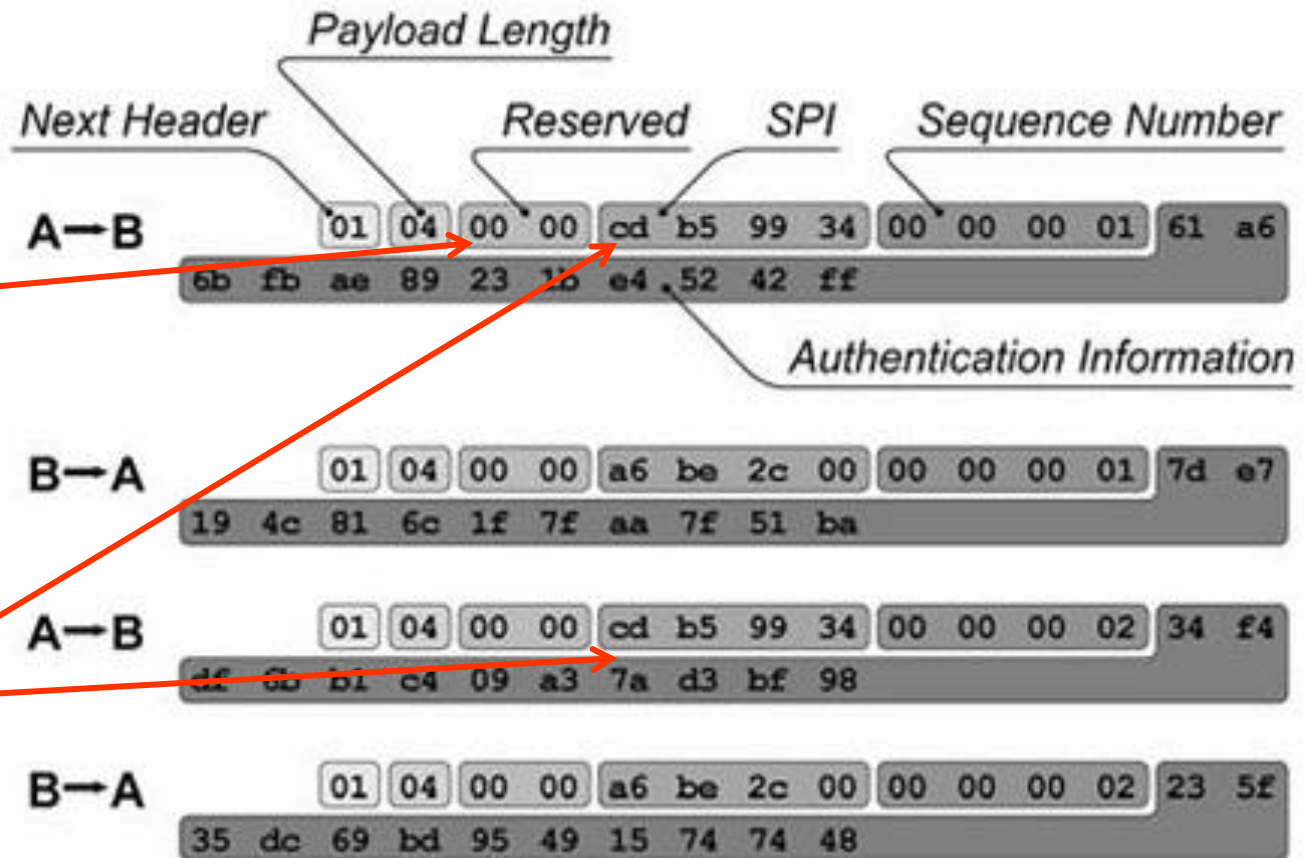 Payload Length
Next Header Reserved SPI Sequence Number
A→B 01 04 00 00 cd b5 99 34 00 00 00 01 61 a6
6b fb ae 89 23 1b e4 52 42 ff
Authentication Information
B→A 01 04 00 00 a6 be 2c 00 00 00 00 01 7d e7
19 4c 81 6c 1f 7f aa 7f 51 ba
A→B 01 04 00 00 cd b5 99 34 00 00 00 02 34 f4
df 6b b1 c4 09 a3 7a d3 bf 98
B→A 01 04 00 00 a6 be 2c 00 00 00 00 02 23 5f
35 dc 69 bd 95 49 15 74 74 48